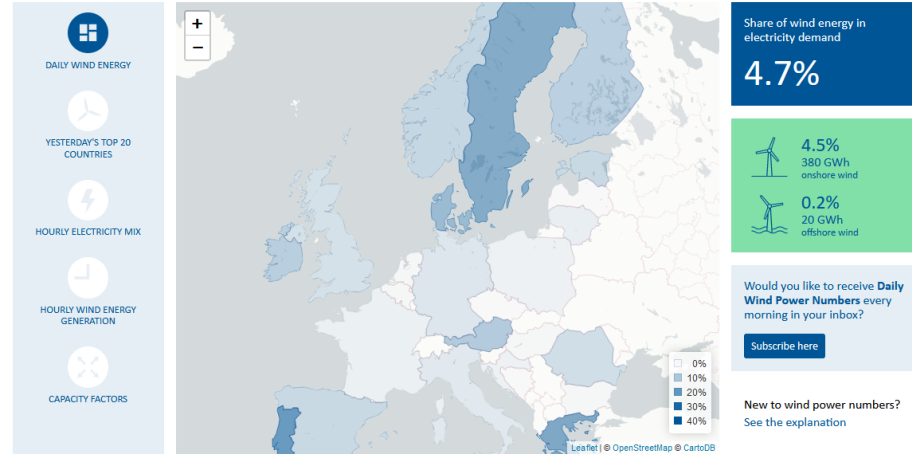 DAILY WIND ENERGY
YESTERDAY'S TOP 20
COUNTRIES
HOURLY ELECTRICITY MIX
HOURLY WIND ENERGY
GENERATION
CAPACITY FACTORS
+
−
0%
10%
20%
30%
40%
Leaflet | © OpenStreetMap © CartoDB
Share of wind energy in
electricity demand
4.7%
4.5%
380 GWh
onshore wind
0.2%
20 GWh
offshore wind
Would you like to receive Daily
Wind Power Numbers every
morning in your inbox?
Subscribe here
New to wind power numbers?
See the explanation